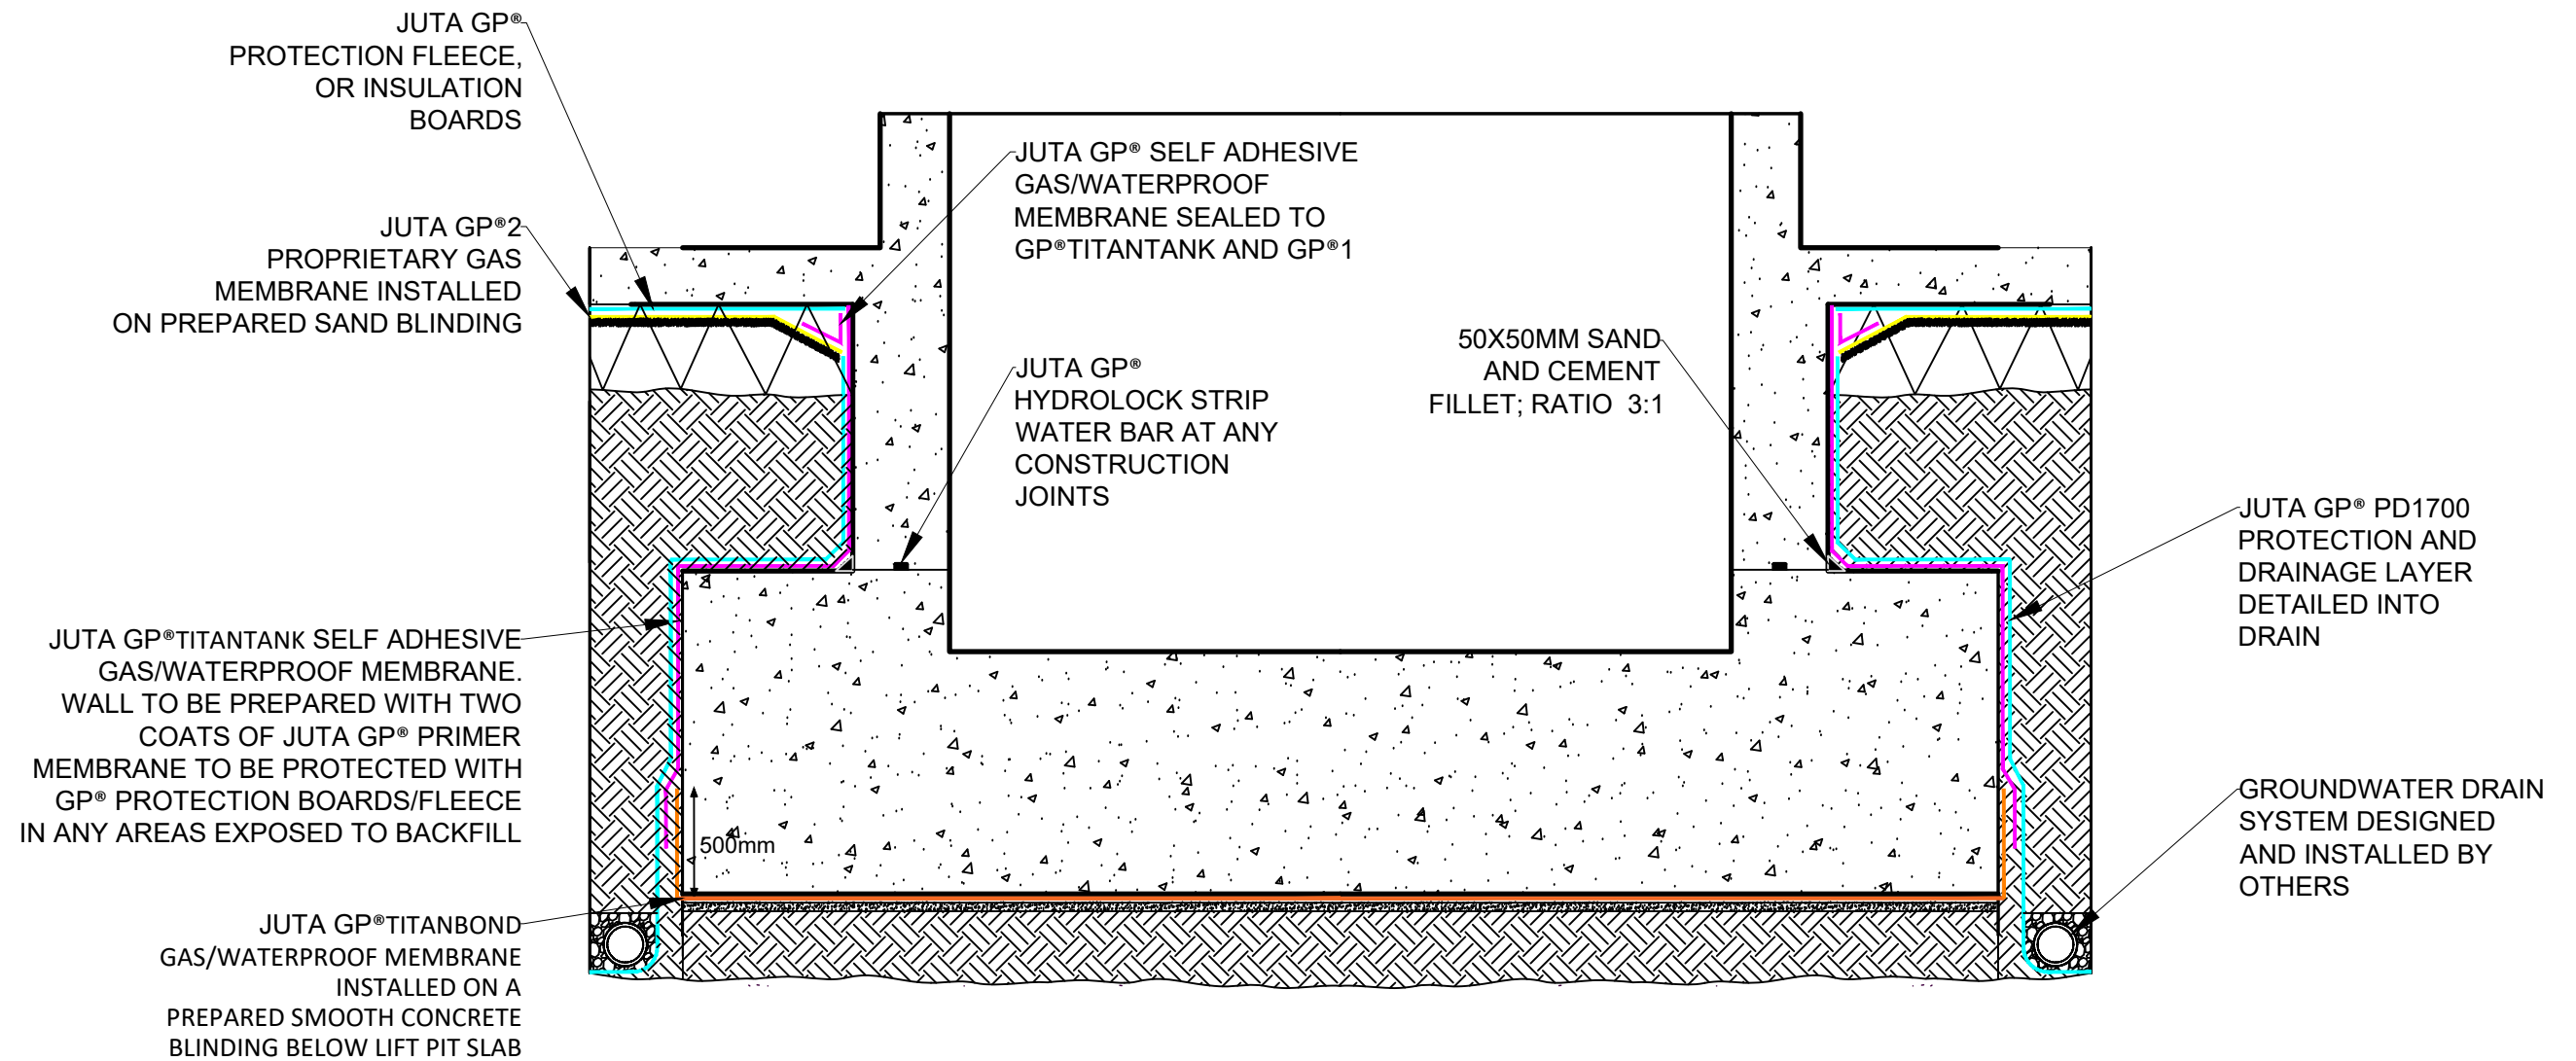 JUTA GP®
PROTECTION FLEECE,
OR INSULATION
BOARDS
JUTA GP®2
PROPRIETARY GAS
MEMBRANE INSTALLED
ON PREPARED SAND BLINDING
JUTA GP® SELF ADHESIVE
GAS/WATERPROOF
MEMBRANE SEALED TO
GP®TITANTANK AND GP®1
JUTA GP®
HYDROLOCK STRIP
WATER BAR AT ANY
CONSTRUCTION
JOINTS
50X50MM SAND
AND CEMENT
FILLET; RATIO 3:1
JUTA GP® PD1700
PROTECTION AND
DRAINAGE LAYER
DETAILED INTO
DRAIN
JUTA GP®TITANTANK SELF ADHESIVE
GAS/WATERPROOF MEMBRANE.
WALL TO BE PREPARED WITH TWO
COATS OF JUTA GP® PRIMER
MEMBRANE TO BE PROTECTED WITH
GP® PROTECTION BOARDS/FLEECE
IN ANY AREAS EXPOSED TO BACKFILL
500mm
GROUNDWATER DRAIN
SYSTEM DESIGNED
AND INSTALLED BY
OTHERS
JUTA GP®TITANBOND
GAS/WATERPROOF MEMBRANE
INSTALLED ON A
PREPARED SMOOTH CONCRETE
BLINDING BELOW LIFT PIT SLAB